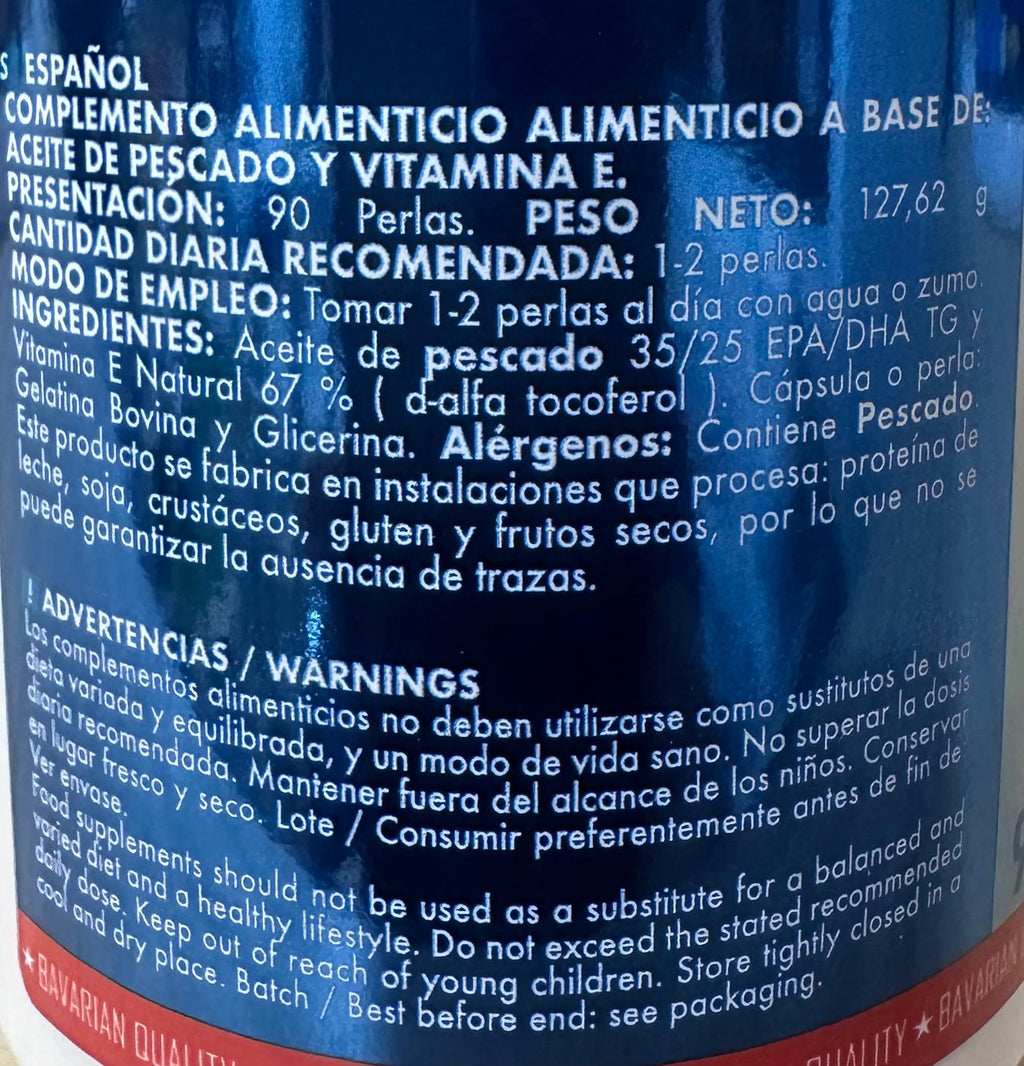 S ESPAÑOL
COMPLEMENTO ALIMENTICIO ALIMENTICIO A BASE DE:
ACEITE DE PESCADO Y VITAMINA E.
PRESENTACIÓN: 90 Perlas. PESO NETO: 127,62 g
CANTIDAD DIARIA RECOMENDADA: 1-2 perlas.
MODO DE EMPLEO: Tomar 1-2 perlas al día con agua o zumo.
INGREDIENTES: Aceite de pescado 35/25 EPA/DHA TG y
Vitamina E Natural 67 % ( d-alfa tocoferol ). Cápsula o perla:
Gelatina Bovina y Glicerina. Alérgenos: Contiene Pescado.
Este producto se fabrica en instalaciones que procesa: proteína de
leche, soja, crustáceos, gluten y frutos secos, por lo que no se
puede garantizar la ausencia de trazas.
! ADVERTENCIAS / WARNINGS
Los complementos alimenticios no deben utilizarse como sustitutos de una
dieta variada y equilibrada, y un modo de vida sano. No superar la dosis
diaria recomendada. Mantener fuera del alcance de los niños. Conservar
en lugar fresco y seco. Lote / Consumir preferentemente antes de fin de:
Ver envase.
Food supplements should not be used as a substitute for a balanced and
varied diet and a healthy lifestyle. Do not exceed the stated recommended
daily dose. Keep out of reach of young children. Store tightly closed in a
cool and dry place. Batch / Best before end: see packaging.
★ BAVARIAN QUALITY
QUALITY ★ BAVARIAN